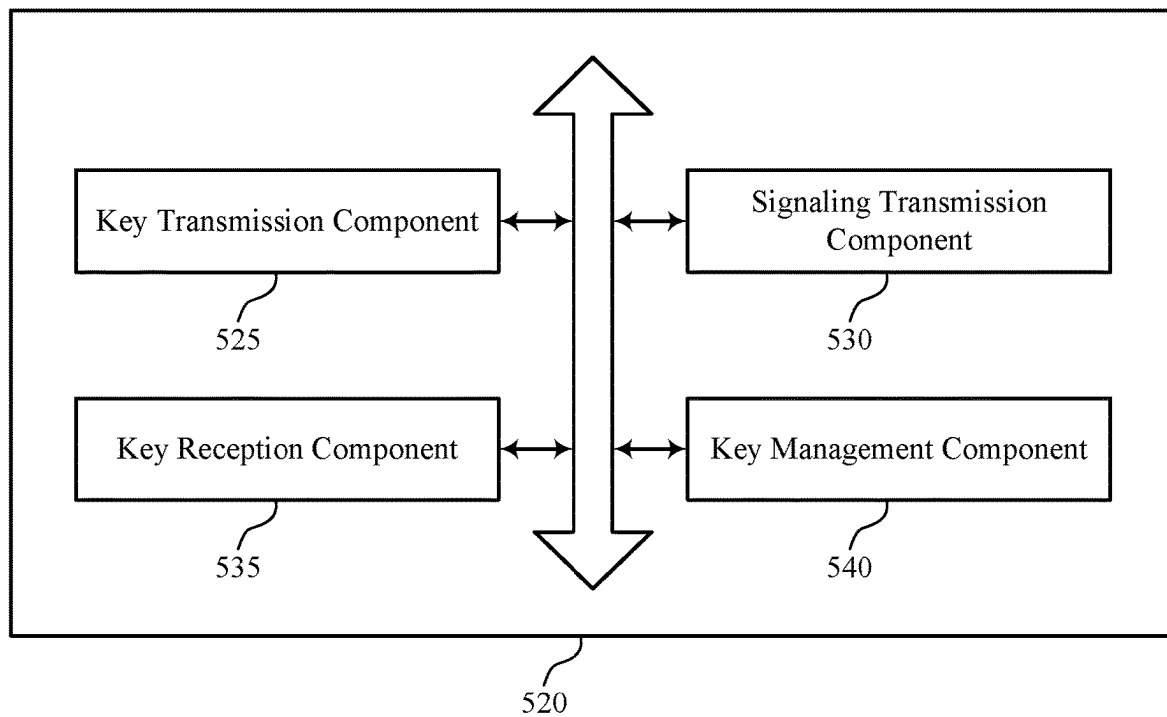 Key Transmission Component
525
Signaling Transmission
Component
530
Key Reception Component
535
Key Management Component
540
520